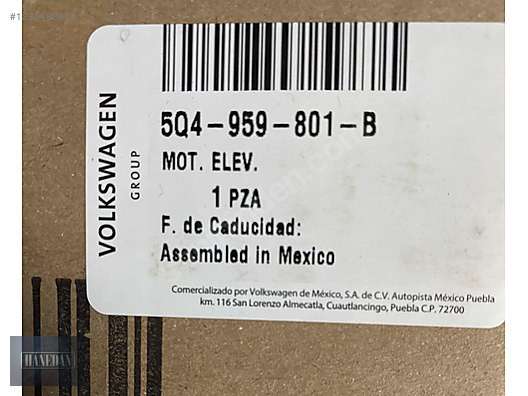 VOLKSWAGEN
GROUP
5Q4-959-801-B
MOT. ELEV.
1 PZA
F. de Caducidad:
Assembled in Mexico
Comercializado por Volkswagen de México, S.A. de C.V. Autopista México Puebla
km. 116 San Lorenzo Almecatla, Cuautlancingo, Puebla C.P. 72700
HANEDAN